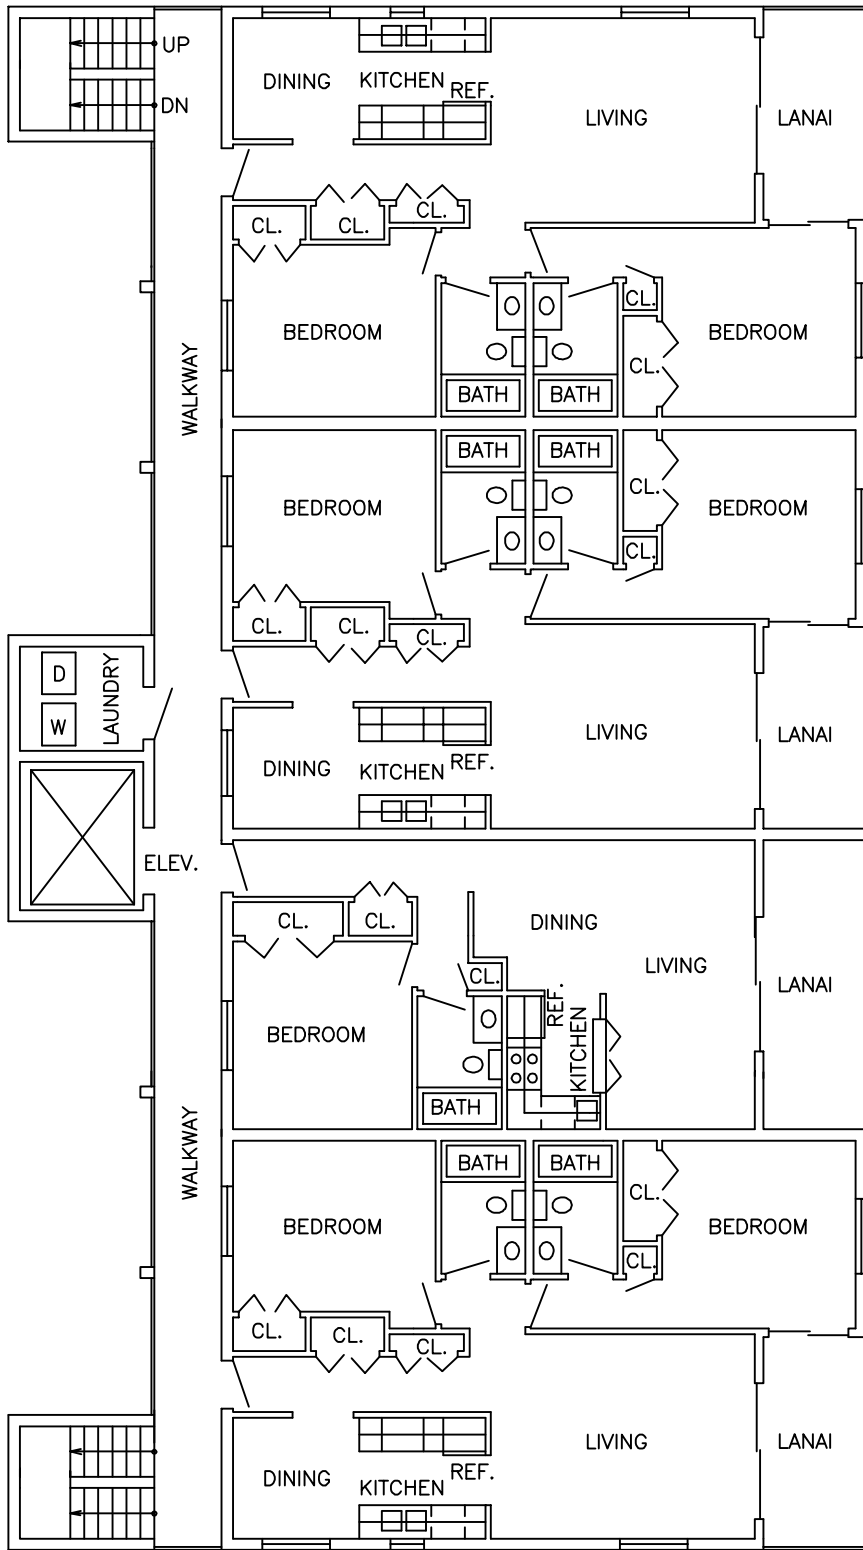 UP
DN
DINING
KITCHEN
REF.
LIVING
LANAI
CL.
CL.
CL.
BEDROOM
CL.
CL.
BEDROOM
WALKWAY
BATH
BATH
BATH
BATH
BEDROOM
CL.
CL.
BEDROOM
CL.
CL.
CL.
D
W
LAUNDRY
DINING
KITCHEN
REF.
LIVING
LANAI
ELEV.
CL.
CL.
DINING
LIVING
LANAI
CL.
REF.
KITCHEN
BEDROOM
BATH
WALKWAY
BATH
BATH
BEDROOM
CL.
CL.
BEDROOM
CL.
CL.
CL.
DINING
KITCHEN
REF.
LIVING
LANAI